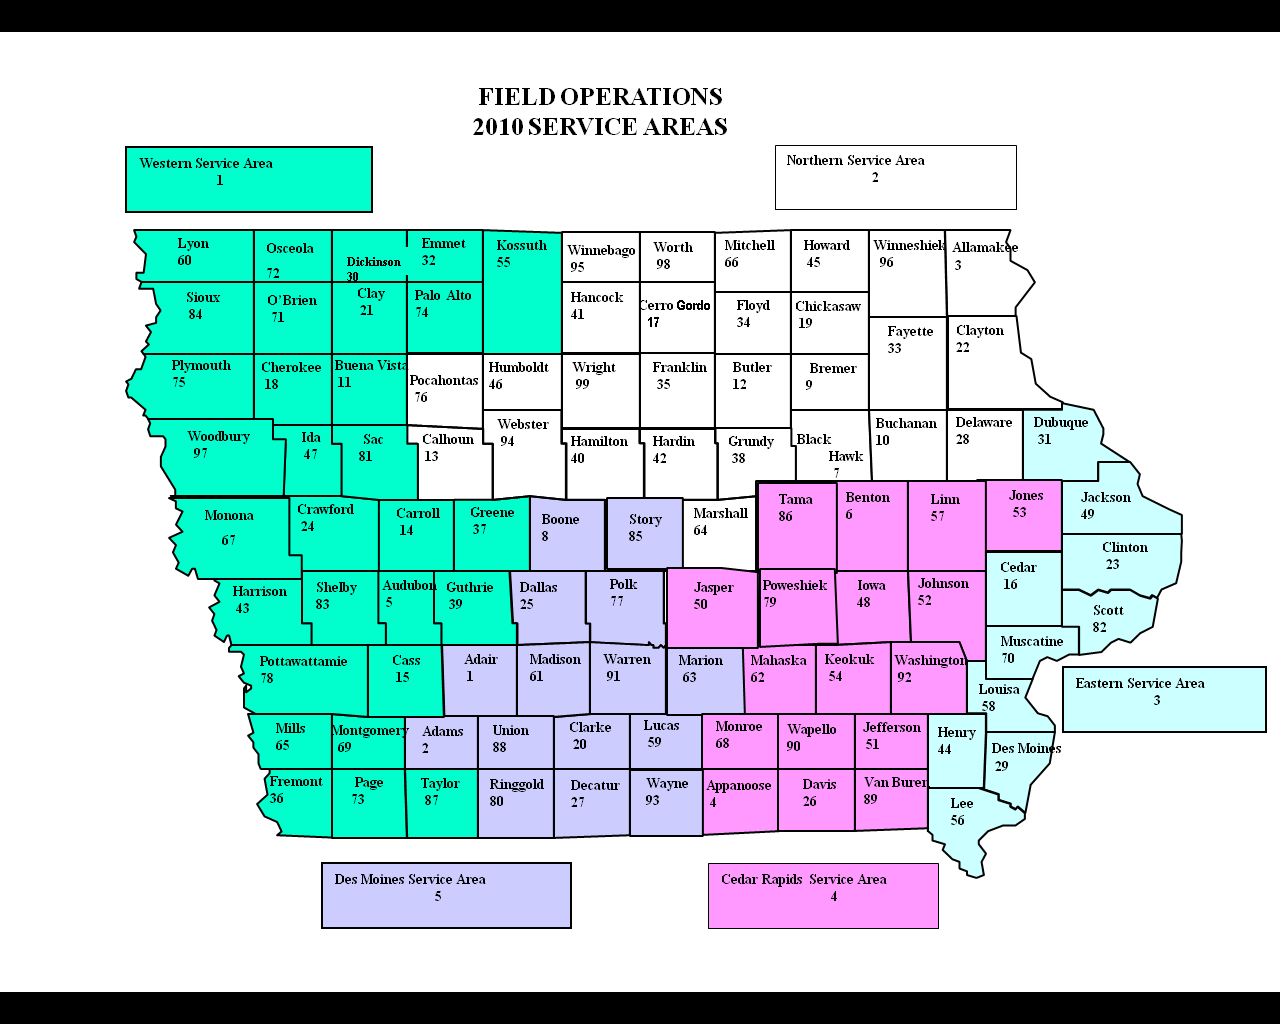 FIELD OPERATIONS
2010 SERVICE AREAS
Western Service Area
1
Northern Service Area
2
Lyon
60
Osceola
72
Dickinson
30
Emmet
32
Kossuth
55
Winnebago
95
Worth
98
Mitchell
66
Howard
45
Winneshiek
96
Allamakee
3
Sioux
84
O'Brien
71
Clay
21
Palo Alto
74
Hancock
41
Cerro Gordo
17
Floyd
34
Chickasaw
19
Fayette
33
Clayton
22
Plymouth
75
Cherokee
18
Buena Vista
11
Pocahontas
76
Humboldt
46
Wright
99
Franklin
35
Butler
12
Bremer
9
Woodbury
97
Ida
47
Sac
81
Calhoun
13
Webster
94
Hamilton
40
Hardin
42
Grundy
38
Black
Hawk
7
Buchanan
10
Delaware
28
Dubuque
31
Monona
67
Crawford
24
Carroll
14
Greene
37
Boone
8
Story
85
Marshall
64
Tama
86
Benton
6
Linn
57
Jones
53
Jackson
49
Clinton
23
Harrison
43
Shelby
83
Audubon
5
Guthrie
39
Dallas
25
Polk
77
Jasper
50
Poweshiek
79
Iowa
48
Johnson
52
Cedar
16
Scott
82
Muscatine
70
Pottawattamie
78
Cass
15
Adair
1
Madison
61
Warren
91
Marion
63
Mahaska
62
Keokuk
54
Washington
92
Louisa
58
Eastern Service Area
3
Mills
65
Montgomery
69
Adams
2
Union
88
Clarke
20
Lucas
59
Monroe
68
Wapello
90
Jefferson
51
Henry
44
Des Moines
29
Fremont
36
Page
73
Taylor
87
Ringgold
80
Decatur
27
Wayne
93
Appanoose
4
Davis
26
Van Buren
89
Lee
56
Des Moines Service Area
5
Cedar Rapids Service Area
4